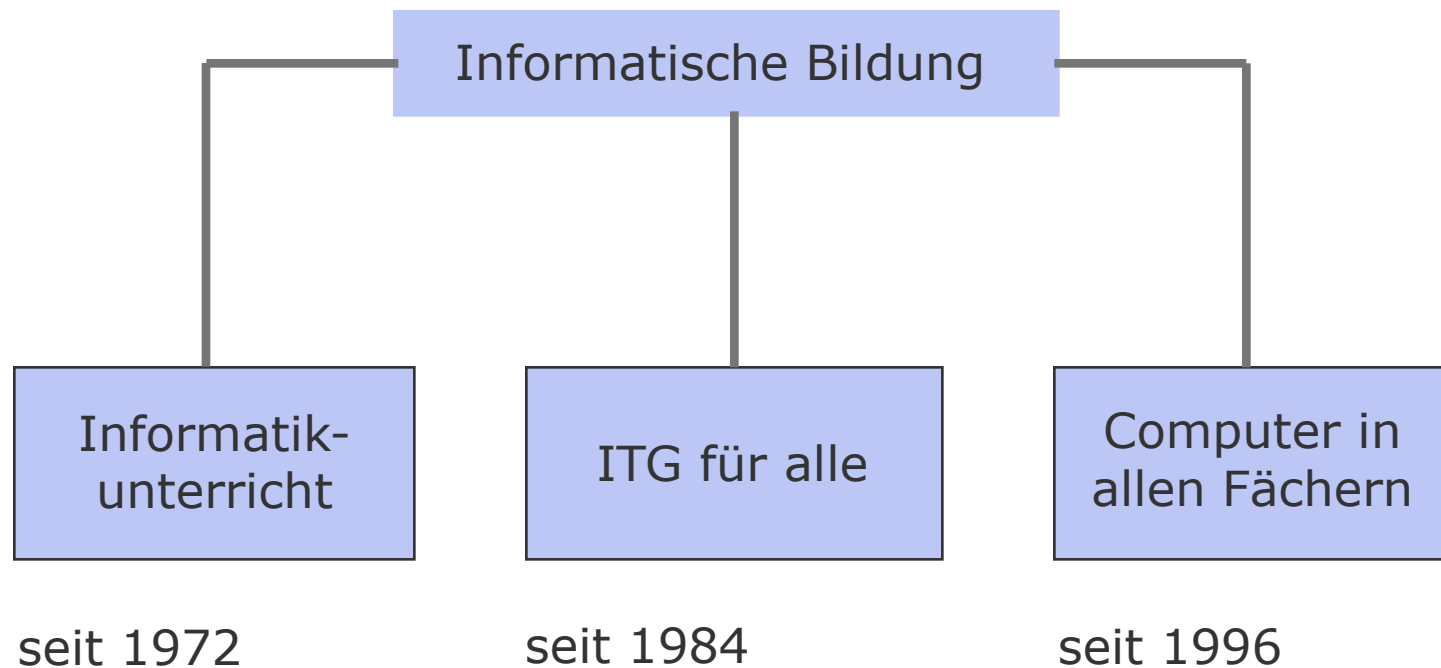 Informatische Bildung
Informatik-
unterricht
ITG für alle
Computer in
allen Fächern
seit 1972
seit 1984
seit 1996